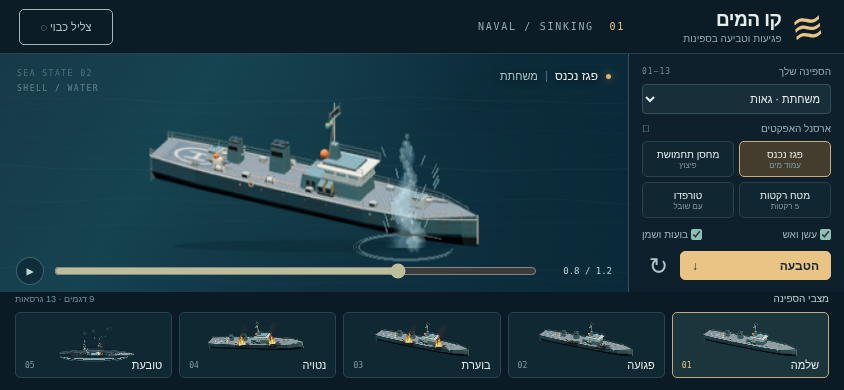 קו המים
פגיעות וטביעה בספינות
NAVAL / SINKING 01
צליל כבוי
הספינה שלך
01–13
משחתת · גאות
ארסנל האפקטים
פגז נכנס
עמוד מים
מחסן תחמושת
פיצוץ
מטח רקטות
5 רקטות
טורפדו
עם שובל
עשן ואש
בועות ושמן
הטבעה ↓
פגז נכנס | משחתת
SEA STATE 02
SHELL / WATER
0.8 / 1.2
מצבי הספינה
9 דגמים · 13 גרסאות
שלמה
01
פגועה
02
בוערת
03
נטויה
04
טובעת
05